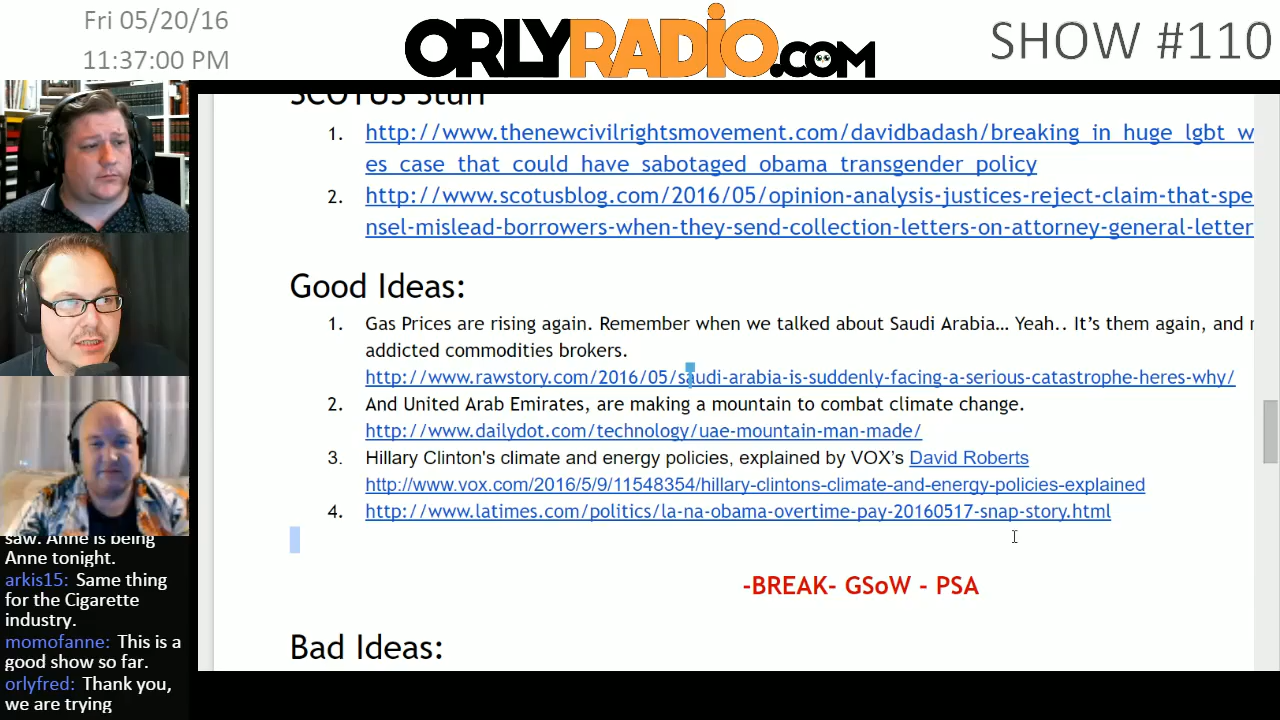 Fri 05/20/16
11:37:00 PM
ORLYRADIO.COM
SHOW #110
SCOTUS Stuff
1. http://www.thenewcivilrightsmovement.com/davidbadash/breaking_in_huge_lgbt_w
es_case_that_could_have_sabotaged_obama_transgender_policy
2. http://www.scotusblog.com/2016/05/opinion-analysis-justices-reject-claim-that-spe
nsel-mislead-borrowers-when-they-send-collection-letters-on-attorney-general-letter
Good Ideas:
1. Gas Prices are rising again. Remember when we talked about Saudi Arabia… Yeah.. It’s them again, and
addicted commodities brokers.
http://www.rawstory.com/2016/05/saudi-arabia-is-suddenly-facing-a-serious-catastrophe-heres-why/
2. And United Arab Emirates, are making a mountain to combat climate change.
http://www.dailydot.com/technology/uae-mountain-man-made/
3. Hillary Clinton's climate and energy policies, explained by VOX’s David Roberts
http://www.vox.com/2016/5/9/11548354/hillary-clintons-climate-and-energy-policies-explained
4. http://www.latimes.com/politics/la-na-obama-overtime-pay-20160517-snap-story.html
-BREAK- GSoW - PSA
Bad Ideas:
saw. Anne is being
Anne tonight.
arkis15: Same thing
for the Cigarette
industry.
momofanne: This is a
good show so far.
orlyfred: Thank you,
we are trying